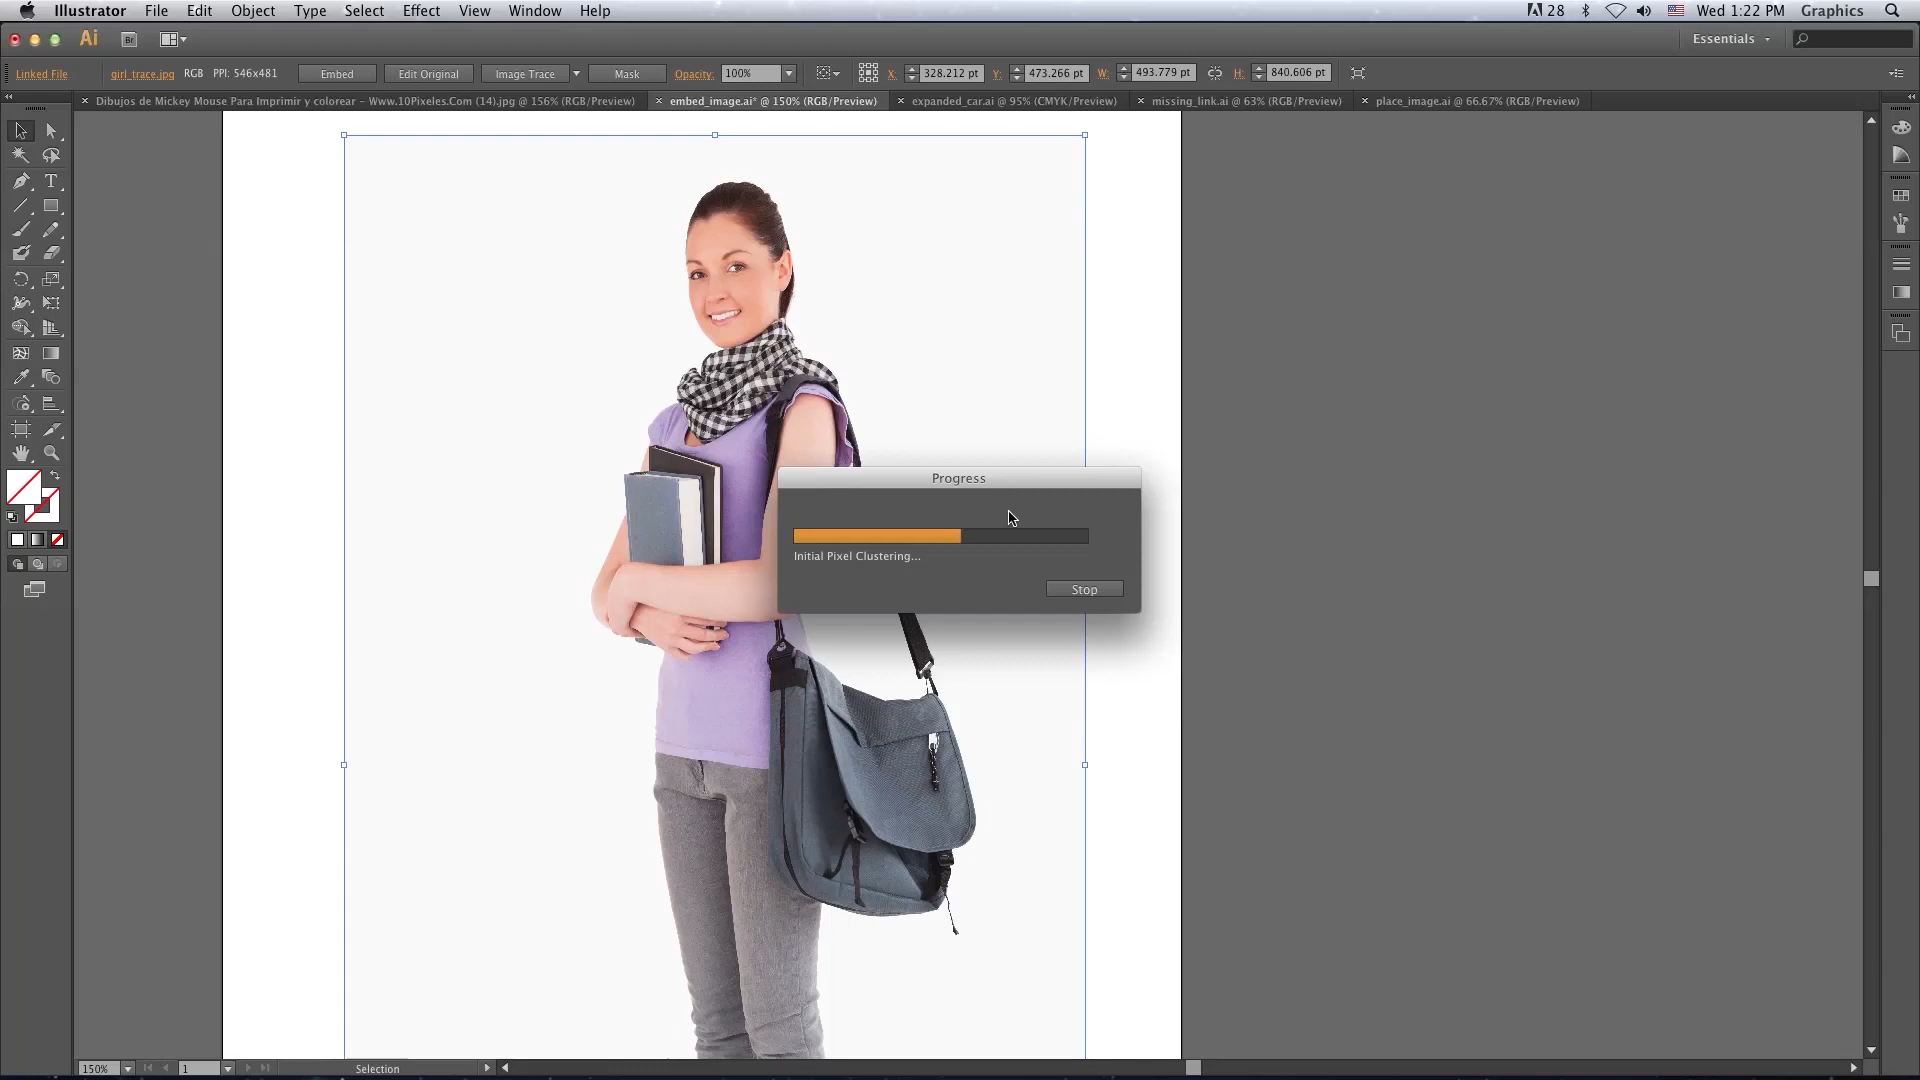 Illustrator File Edit Object Type Select Effect View Window Help 28 Wed 1:22 PM Graphics
Ai Br Essentials
Linked File girl_trace.jpg RGB PPI: 546x481 Embed Edit Original Image Trace Mask Opacity: 100% X: 328.212 pt Y: 473.266 pt W: 493.779 pt H: 840.606 pt
Dibujos de Mickey Mouse Para Imprimir y colorear – Www.10Pixeles.Com (14).jpg @ 156% (RGB/Preview) embed_image.ai* @ 150% (RGB/Preview) expanded_car.ai @ 95% (CMYK/Preview) missing_link.ai @ 63% (RGB/Preview) place_image.ai @ 66.67% (RGB/Preview)
Progress
Initial Pixel Clustering...
Stop
150% 1 Selection